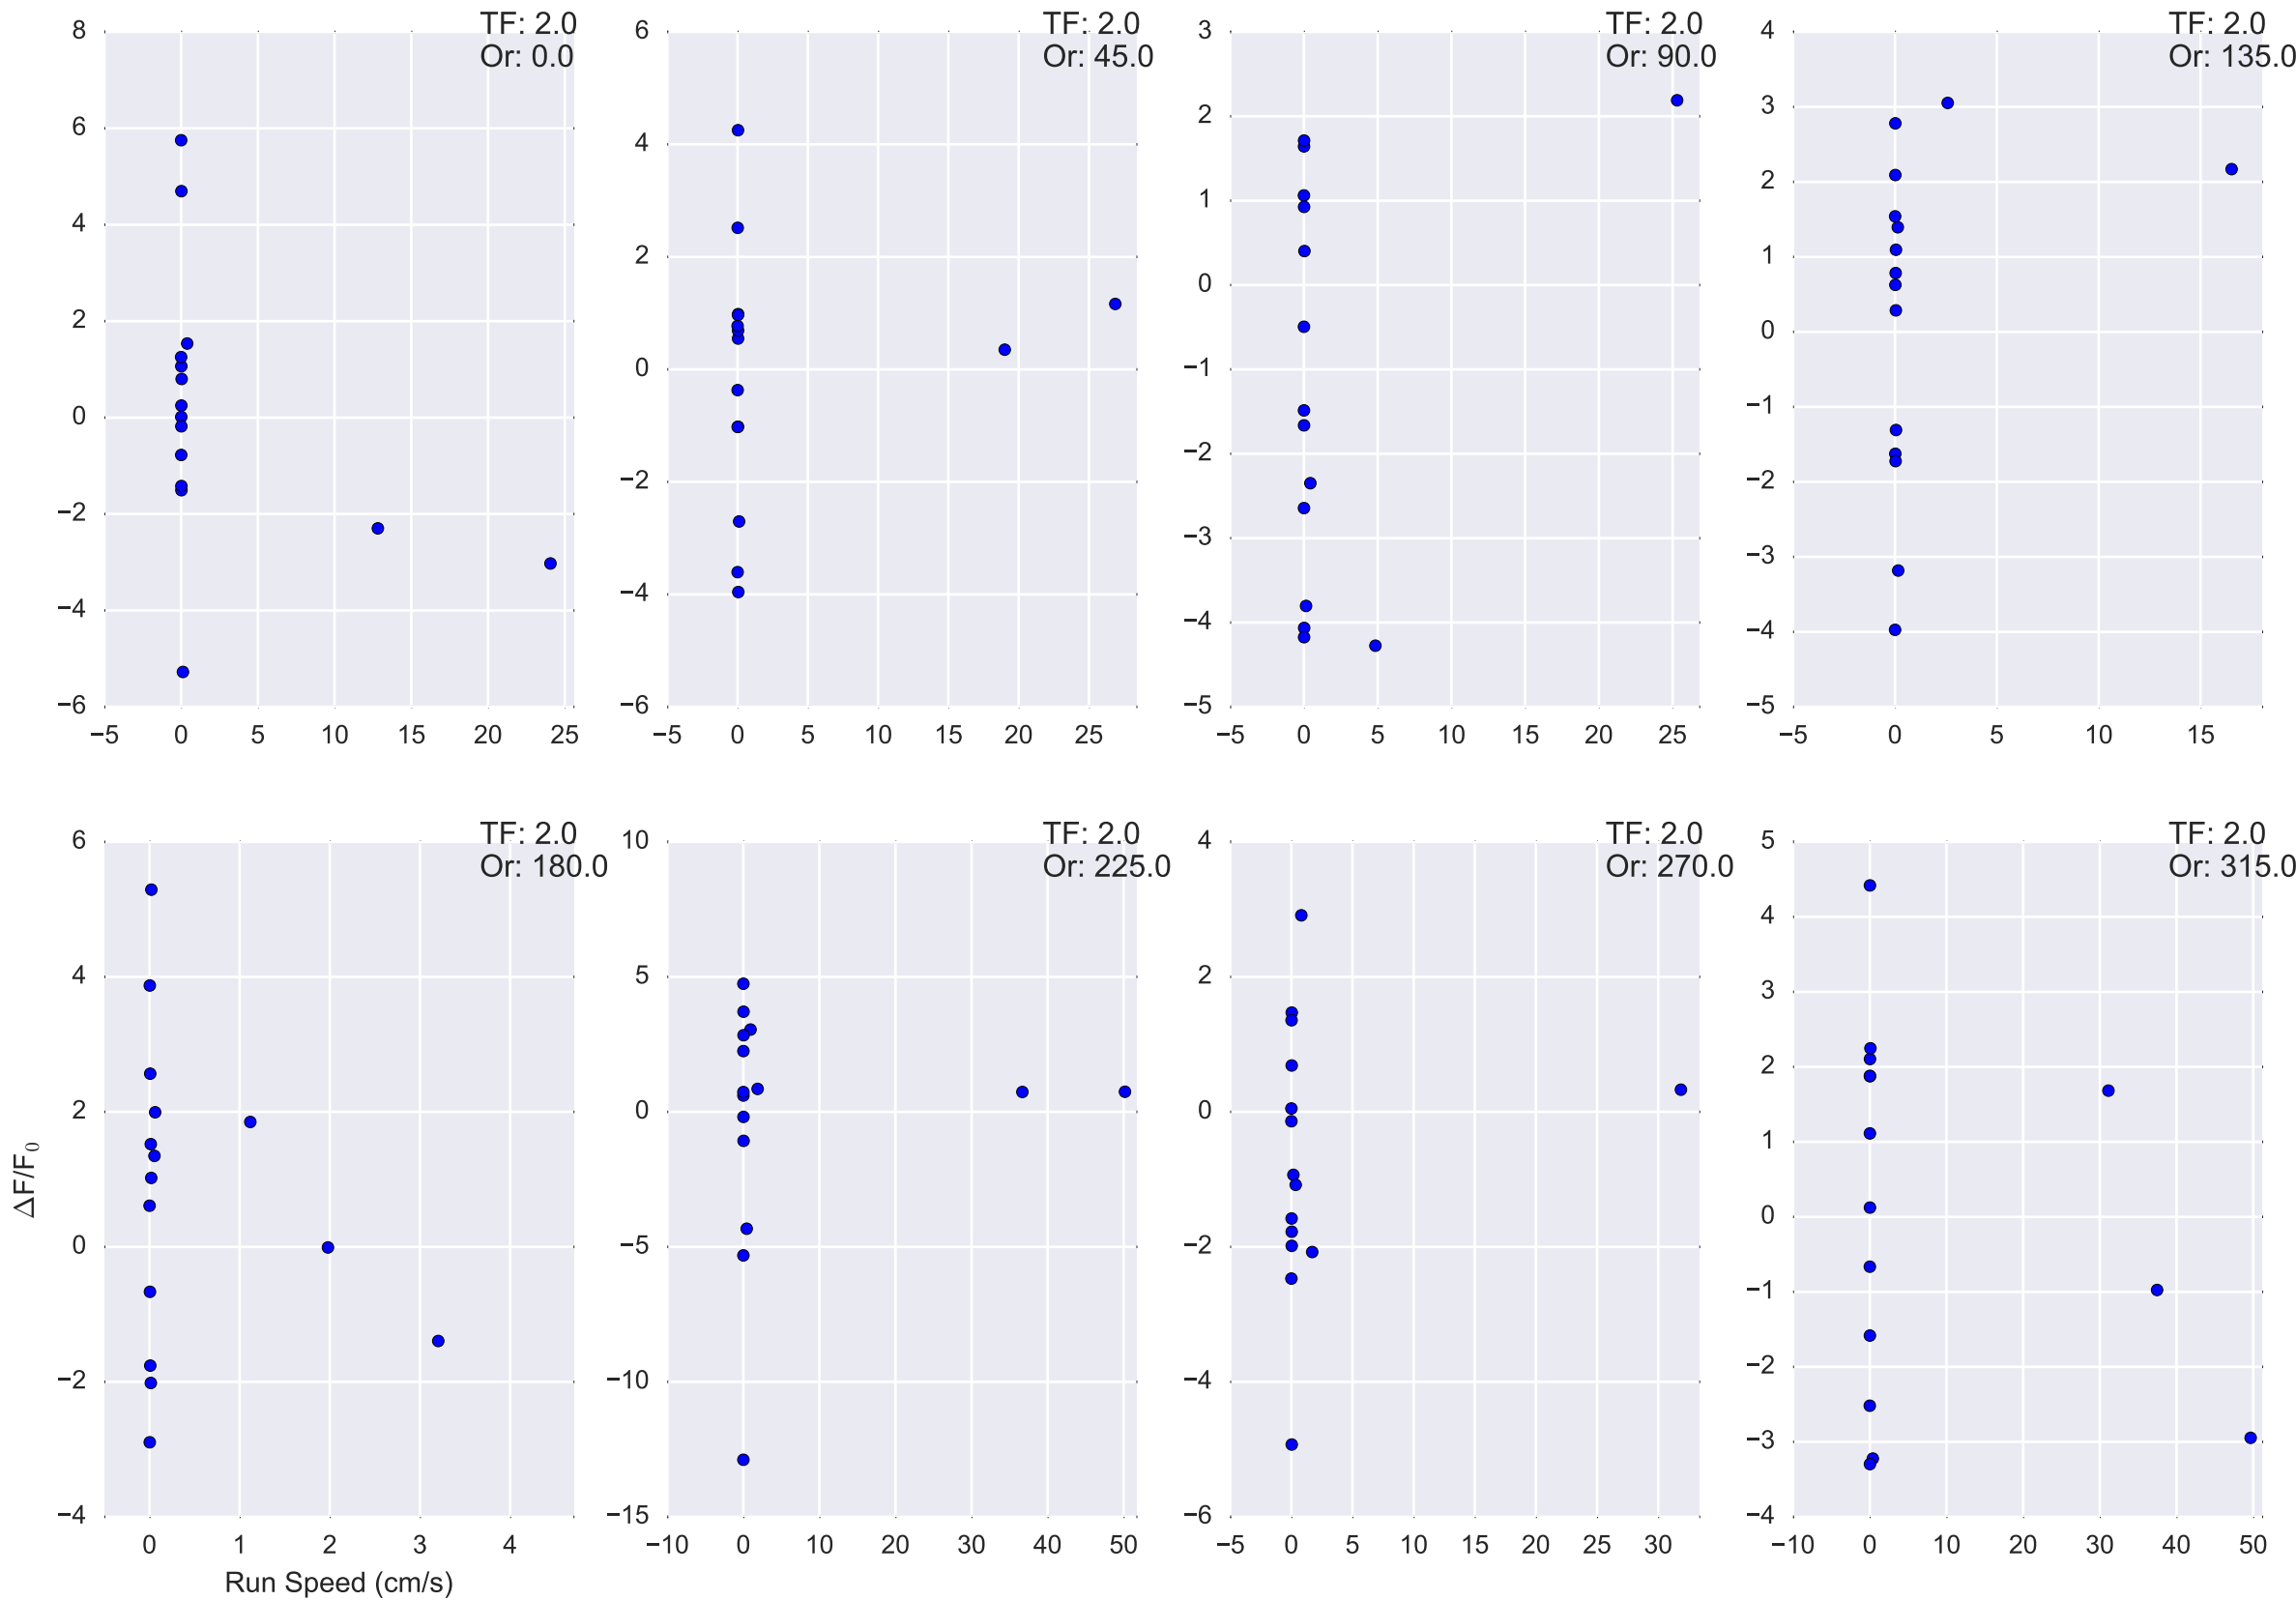 TF: 2.0
Or: 0.0
8
6
4
2
0
−2
−4
−6
−5 0 5 10 15 20 25
TF: 2.0
Or: 45.0
6
4
2
0
−2
−4
−6
−5 0 5 10 15 20 25
TF: 2.0
Or: 90.0
3
2
1
0
−1
−2
−3
−4
−5
−5 0 5 10 15 20 25
TF: 2.0
Or: 135.0
4
3
2
1
0
−1
−2
−3
−4
−5
−5 0 5 10 15
TF: 2.0
Or: 180.0
6
4
2
0
−2
−4
ΔF/F₀
0 1 2 3 4
Run Speed (cm/s)
TF: 2.0
Or: 225.0
10
5
0
−5
−10
−15
−10 0 10 20 30 40 50
TF: 2.0
Or: 270.0
4
2
0
−2
−4
−6
−5 0 5 10 15 20 25 30
TF: 2.0
Or: 315.0
5
4
3
2
1
0
−1
−2
−3
−4
−10 0 10 20 30 40 50